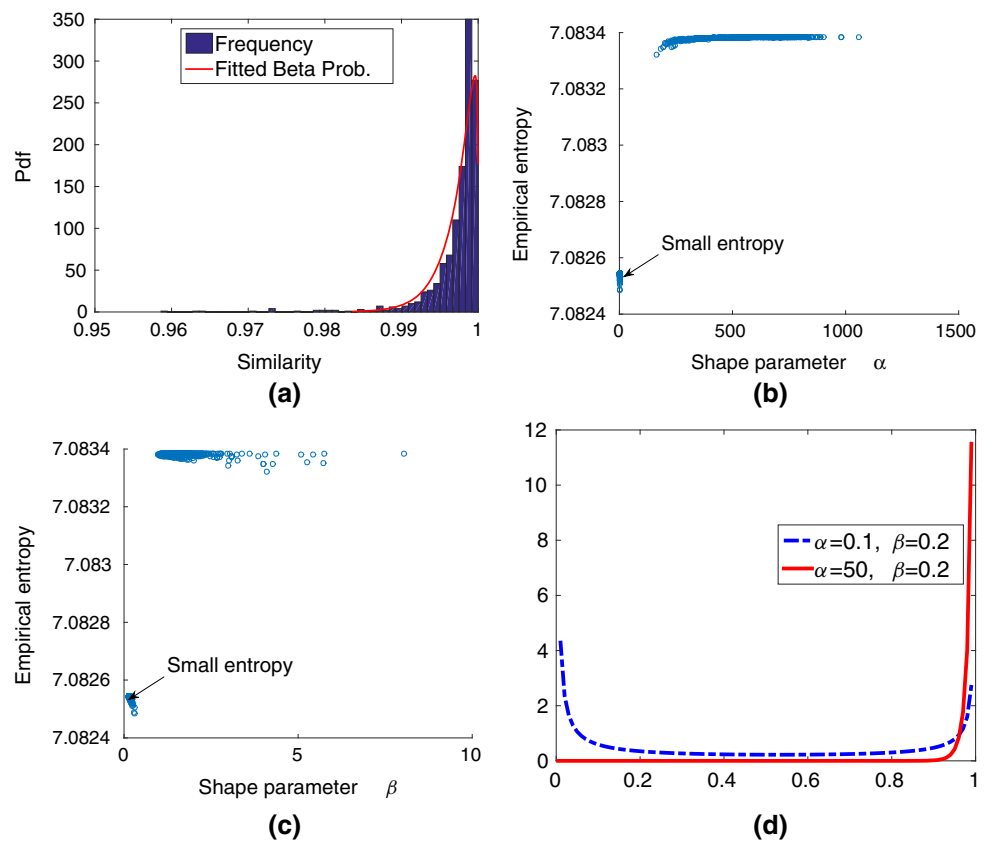 350
300
250
200
150
100
50
0
0.95
0.96
0.97
0.98
0.99
1
Pdf
Similarity
Frequency
Fitted Beta Prob.
(a)
7.0834
7.0832
7.083
7.0828
7.0826
7.0824
0
500
1000
1500
Empirical entropy
Small entropy
Shape parameter α
(b)
7.0834
7.0832
7.083
7.0828
7.0826
7.0824
0
5
10
Empirical entropy
Small entropy
Shape parameter β
(c)
12
10
8
6
4
2
0
0
0.2
0.4
0.6
0.8
1
α=0.1, β=0.2
α=50, β=0.2
(d)